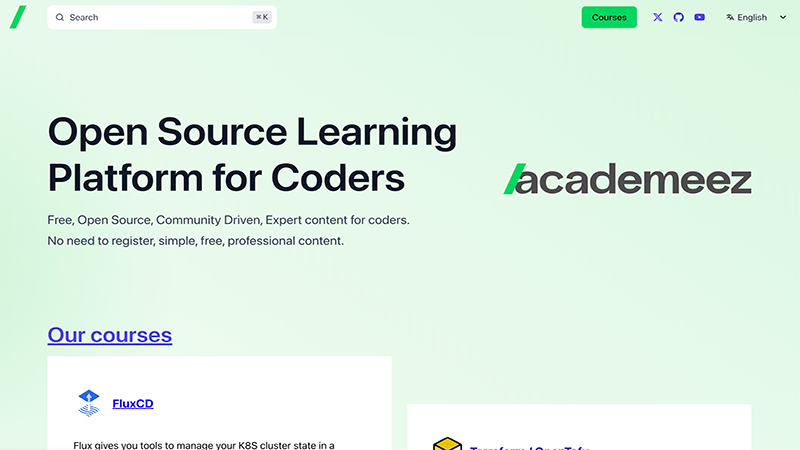 Search
⌘ K
Courses
English
Open Source Learning
Platform for Coders
/academeez
Free, Open Source, Community Driven, Expert content for coders.
No need to register, simple, free, professional content.
Our courses
FluxCD
Flux gives you tools to manage your K8S cluster state in a
Terraform / OpenTofu